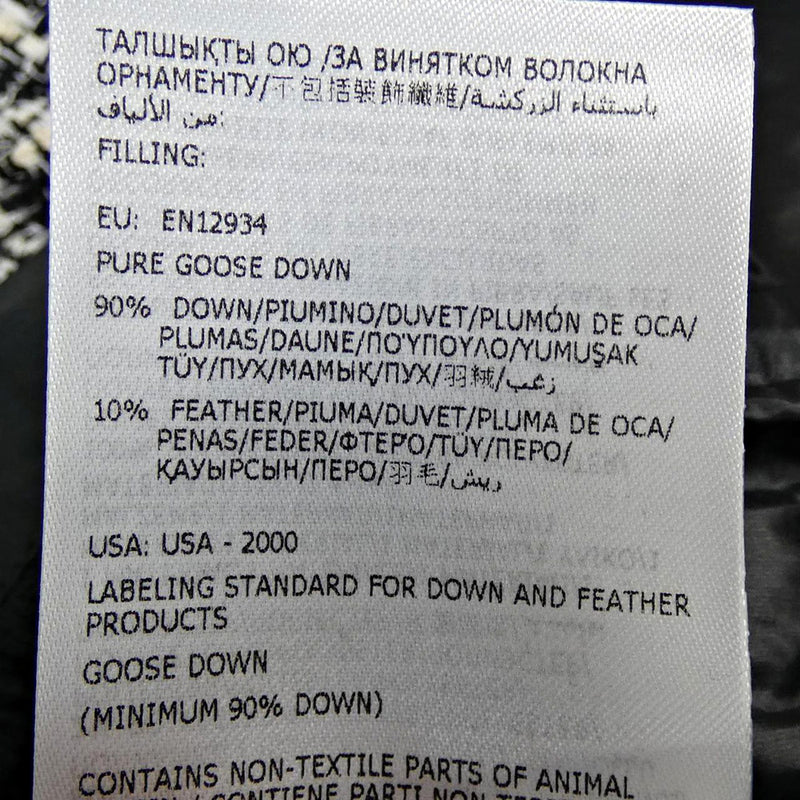 ТАЛШЫҚТЫ ОЮ /ЗА ВИНЯТКОМ ВОЛОКНА
ОРНАМЕНТУ/不包括裝飾纖維/باستثناء الزركشة
من الألياف:
FILLING:
EU: EN12934
PURE GOOSE DOWN
90% DOWN/PIUMINO/DUVET/PLUMÓN DE OCA/
PLUMAS/DAUNE/ΠΟΎΠΟΥΛΟ/YUMUŞAK
TÜY/ПУХ/МАМЫҚ/ПУХ/羽絨/زغب
10% FEATHER/PIUMA/DUVET/PLUMA DE OCA/
PENAS/FEDER/ΦΤΕΡΌ/TÜY/ПЕРО/
ҚАУЫРСЫН/ПЕРО/羽毛/ريش
USA: USA - 2000
LABELING STANDARD FOR DOWN AND FEATHER
PRODUCTS
GOOSE DOWN
(MINIMUM 90% DOWN)
CONTAINS NON-TEXTILE PARTS OF ANIMAL
/ CONTIENE PARTI NON